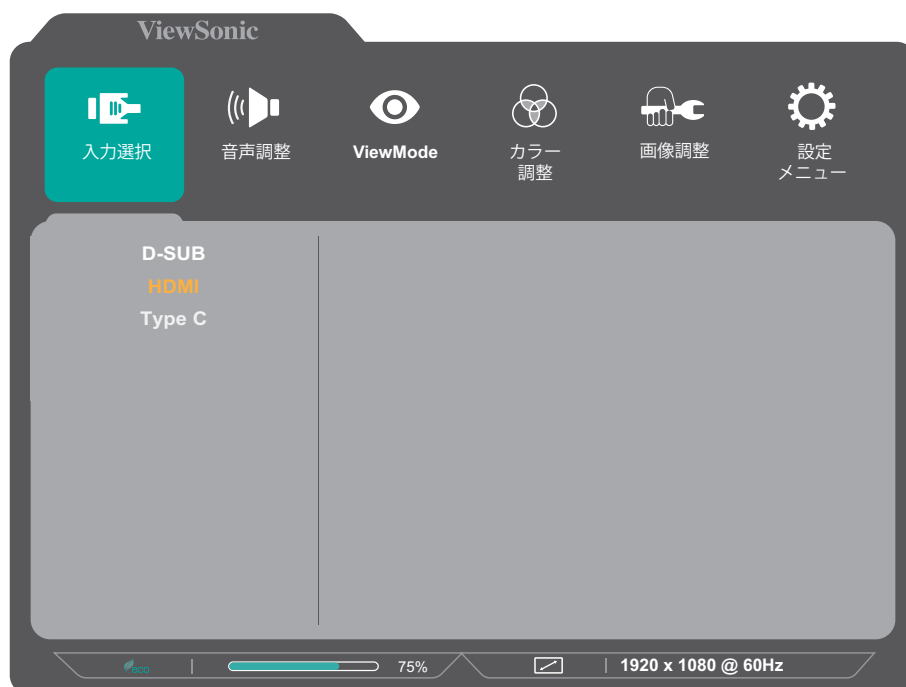 ViewSonic
入力選択
音声調整
ViewMode
カラー
調整
画像調整
設定
メニュー
D-SUB
HDMI
Type C
eco
75%
1920 x 1080 @ 60Hz